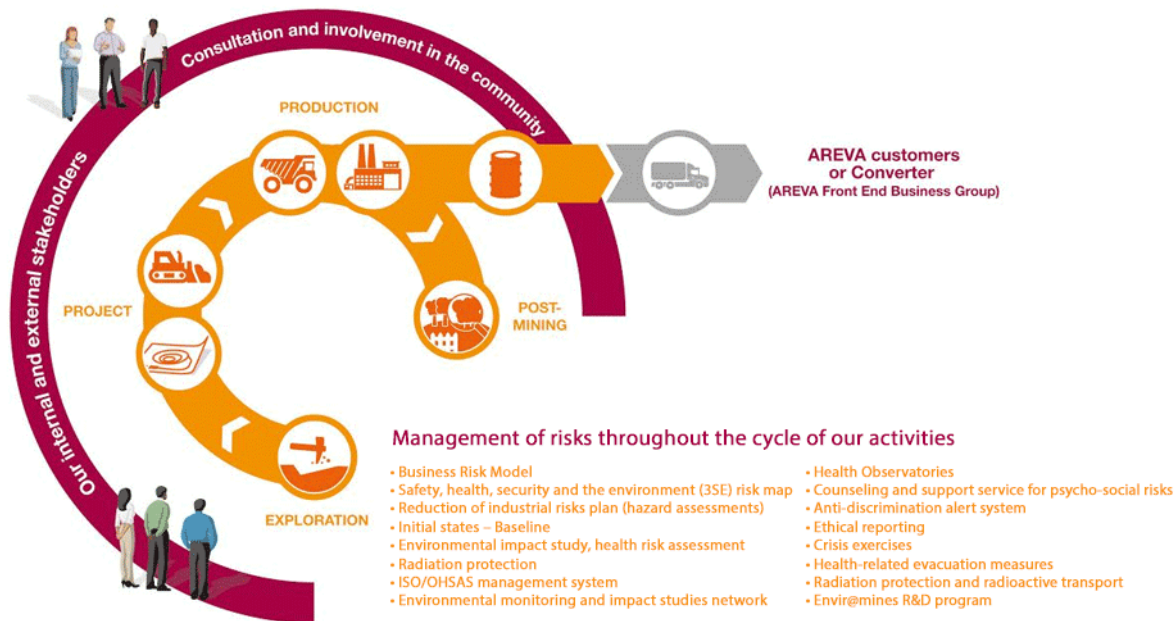 Consultation and involvement in the community
Our internal and external stakeholders
PRODUCTION
AREVA customers
or Converter
(AREVA Front End Business Group)
PROJECT
POST-
MINING
EXPLORATION
Management of risks throughout the cycle of our activities
• Business Risk Model
• Safety, health, security and the environment (3SE) risk map
• Reduction of industrial risks plan (hazard assessments)
• Initial states – Baseline
• Environmental impact study, health risk assessment
• Radiation protection
• ISO/OHSAS management system
• Environmental monitoring and impact studies network
• Health Observatories
• Counseling and support service for psycho-social risks
• Anti-discrimination alert system
• Ethical reporting
• Crisis exercises
• Health-related evacuation measures
• Radiation protection and radioactive transport
• Envir@mines R&D program